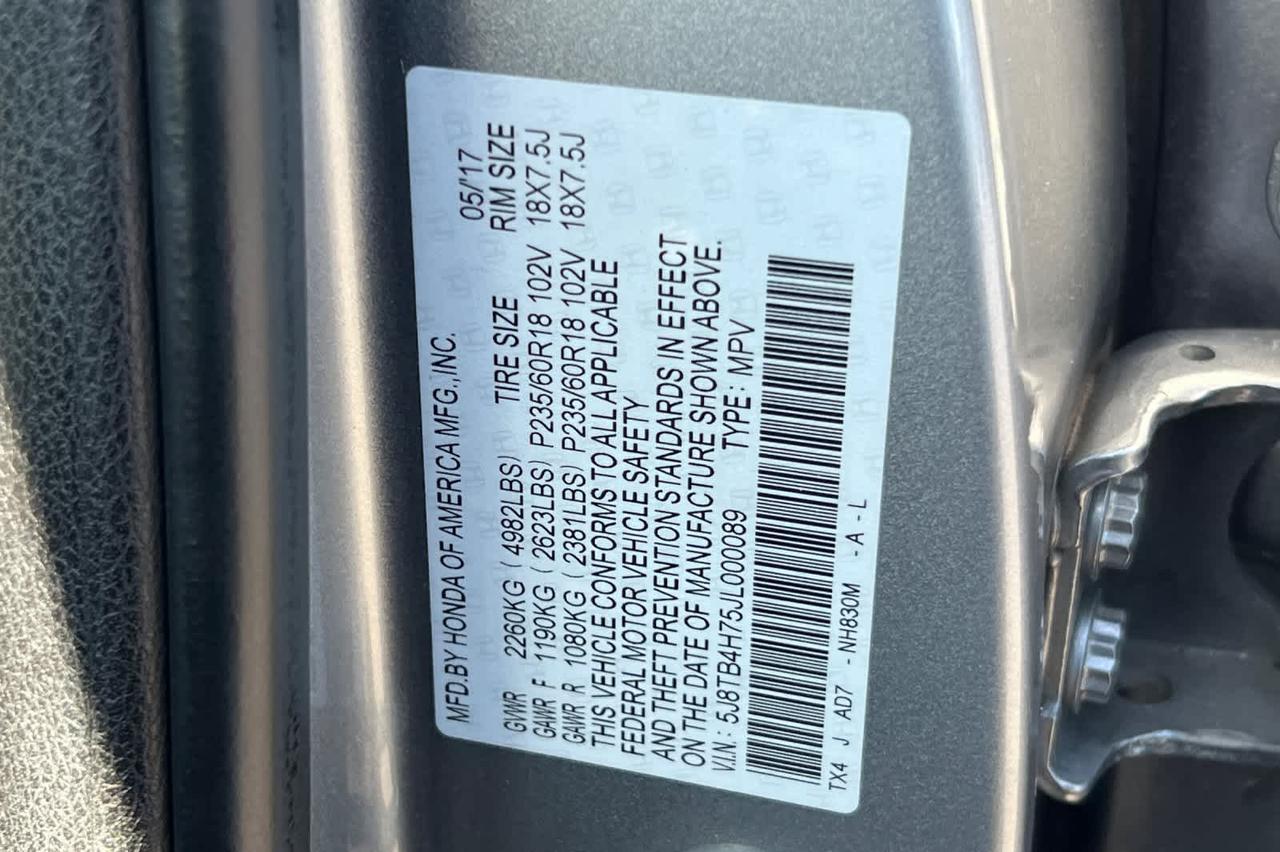 MFD.BY HONDA OF AMERICA MFG.,INC. 05/'17
TIRE SIZE RIM SIZE
GVWR 2260KG (4982LBS)
GAWR F 1190KG (2623LBS) P235/60R18 102V 18X7.5J
GAWR R 1080KG (2381LBS) P235/60R18 102V 18X7.5J
THIS VEHICLE CONFORMS TO ALL APPLICABLE
FEDERAL MOTOR VEHICLE SAFETY
AND THEFT PREVENTION STANDARDS IN EFFECT
ON THE DATE OF MANUFACTURE SHOWN ABOVE.
V.I.N: 5J8TB4H75JL000089 TYPE: MPV
TX4 J AD7 - NH830M - A - L